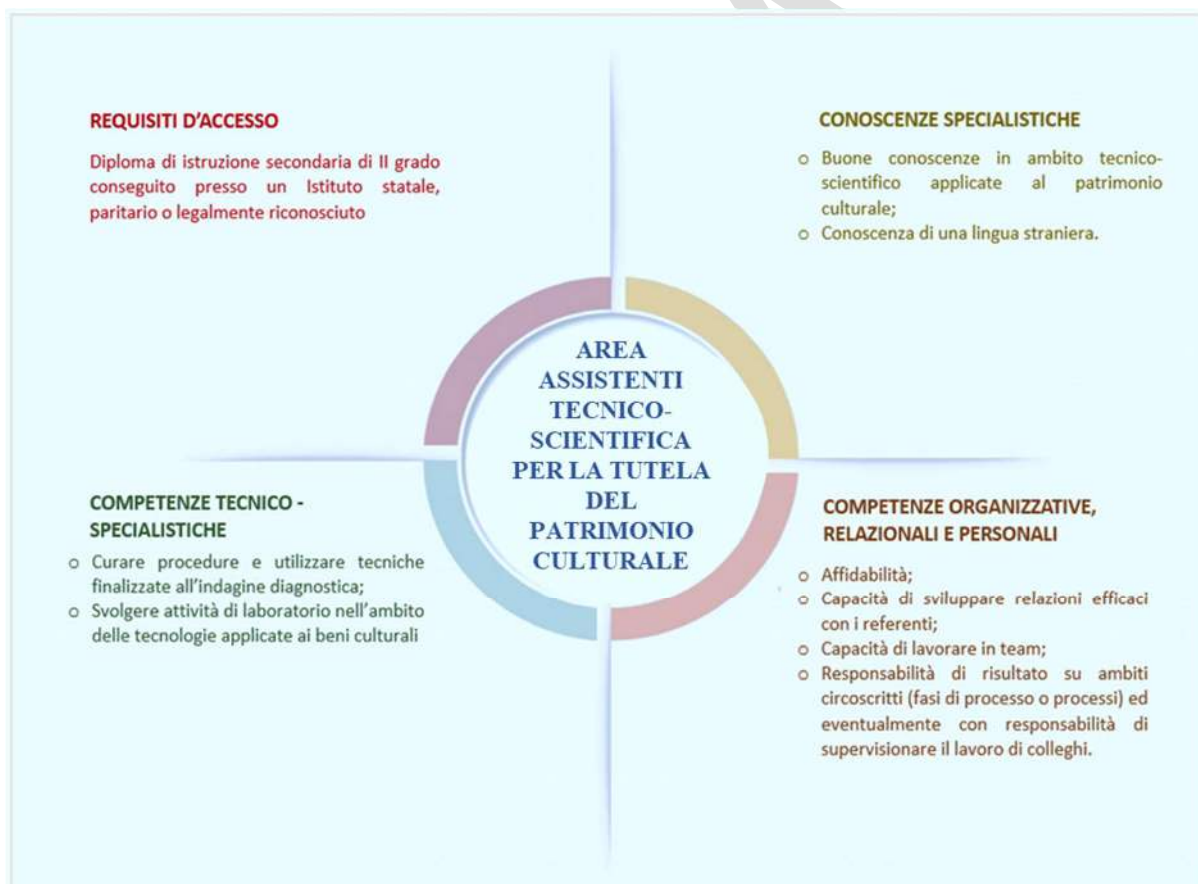 REQUISITI D'ACCESSO
Diploma di istruzione secondaria di II grado
conseguito presso un Istituto statale,
paritario o legalmente riconosciuto
CONOSCENZE SPECIALISTICHE
o Buone conoscenze in ambito tecnico-
scientifico applicate al patrimonio
culturale;
o Conoscenza di una lingua straniera.
AREA
ASSISTENTI
TECNICO-
SCIENTIFICA
PER LA TUTELA
DEL
PATRIMONIO
CULTURALE
COMPETENZE TECNICO -
SPECIALISTICHE
o Curare procedure e utilizzare tecniche
finalizzate all'indagine diagnostica;
o Svolgere attività di laboratorio nell'ambito
delle tecnologie applicate ai beni culturali
COMPETENZE ORGANIZZATIVE,
RELAZIONALI E PERSONALI
o Affidabilità;
o Capacità di sviluppare relazioni efficaci
con i referenti;
o Capacità di lavorare in team;
o Responsabilità di risultato su ambiti
circoscritti (fasi di processo o processi) ed
eventualmente con responsabilità di
supervisionare il lavoro di colleghi.